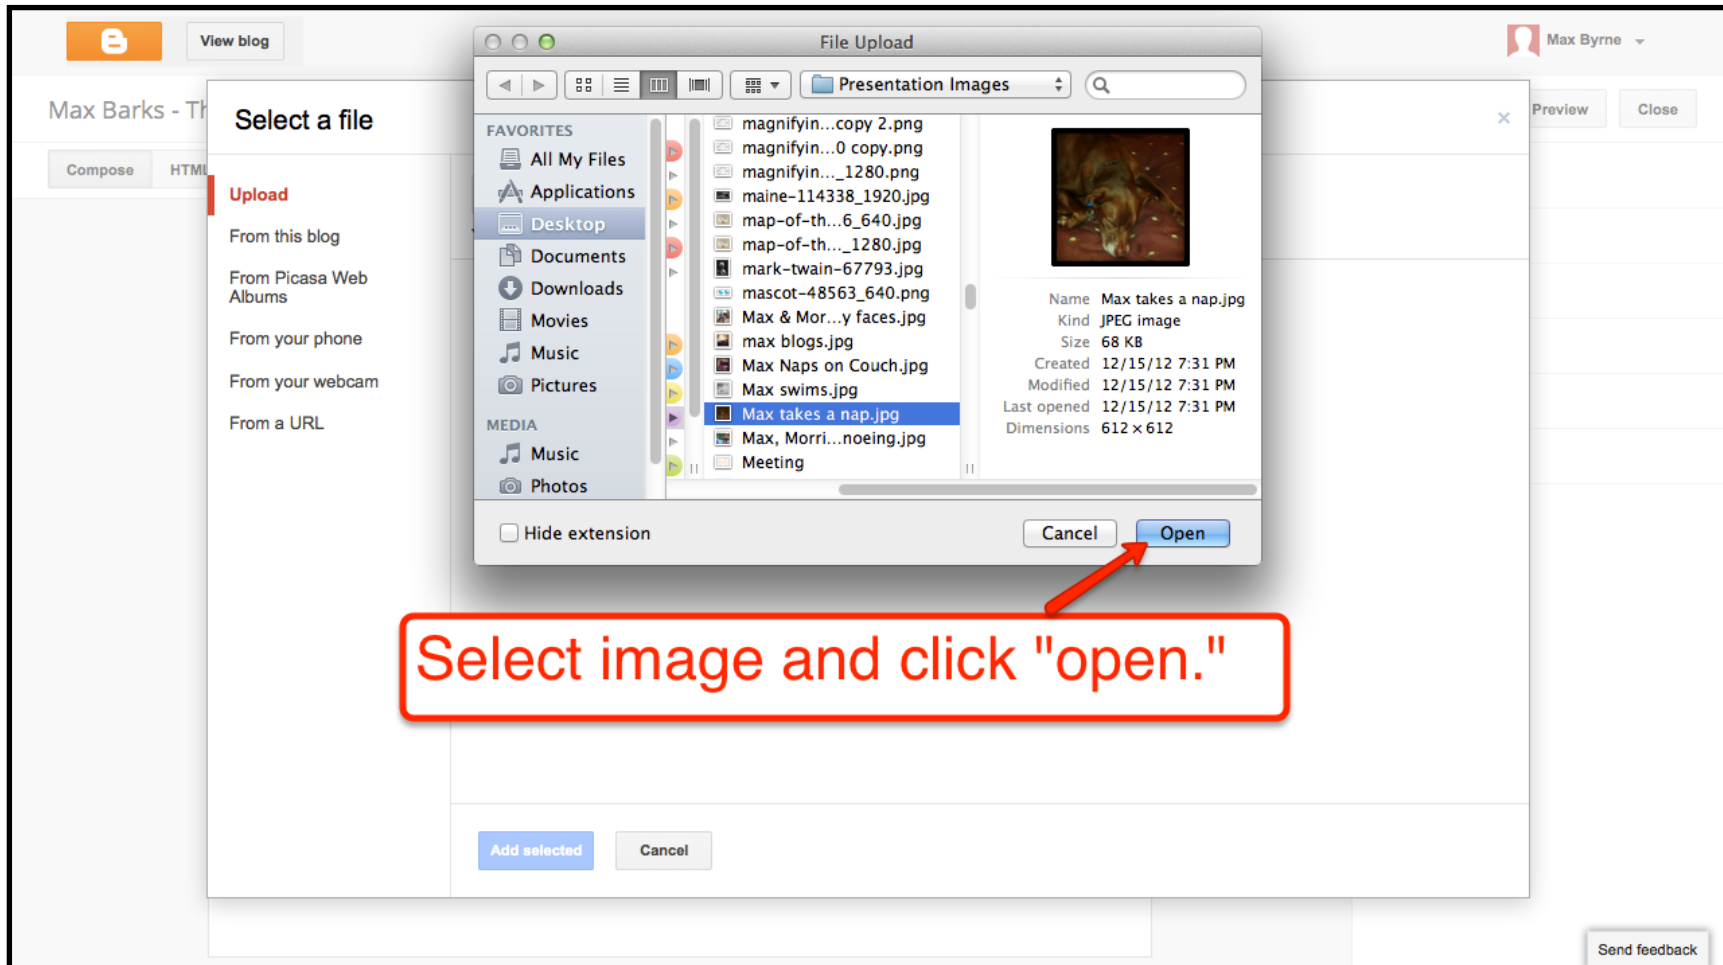 View blog
File Upload
Max Byrne
Presentation Images
Max Barks - Th
Select a file
Preview
Close
Compose
HTML
Upload
From this blog
From Picasa Web
Albums
From your phone
From your webcam
From a URL
FAVORITES
All My Files
Applications
Desktop
Documents
Downloads
Movies
Music
Pictures
MEDIA
Music
Photos
magnifyin...copy 2.png
magnifyin...0 copy.png
magnifyin..._1280.png
maine-114338_1920.jpg
map-of-th...6_640.jpg
map-of-th..._1280.jpg
mark-twain-67793.jpg
mascot-48563_640.png
Max & Mor...y faces.jpg
max blogs.jpg
Max Naps on Couch.jpg
Max swims.jpg
Max takes a nap.jpg
Max, Morri...noeing.jpg
Meeting
Name Max takes a nap.jpg
Kind JPEG image
Size 68 KB
Created 12/15/12 7:31 PM
Modified 12/15/12 7:31 PM
Last opened 12/15/12 7:31 PM
Dimensions 612 × 612
Hide extension
Cancel
Open
Select image and click "open."
Add selected
Cancel
Send feedback